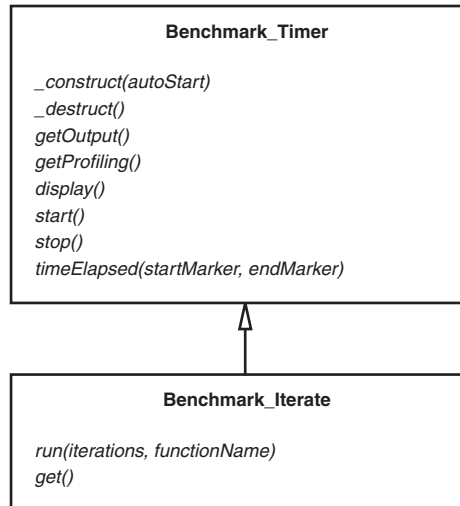 Benchmark_Timer
_construct(autoStart)
_destruct()
getOutput()
getProfiling()
display()
start()
stop()
timeElapsed(startMarker, endMarker)
Benchmark_Iterate
run(iterations, functionName)
get()